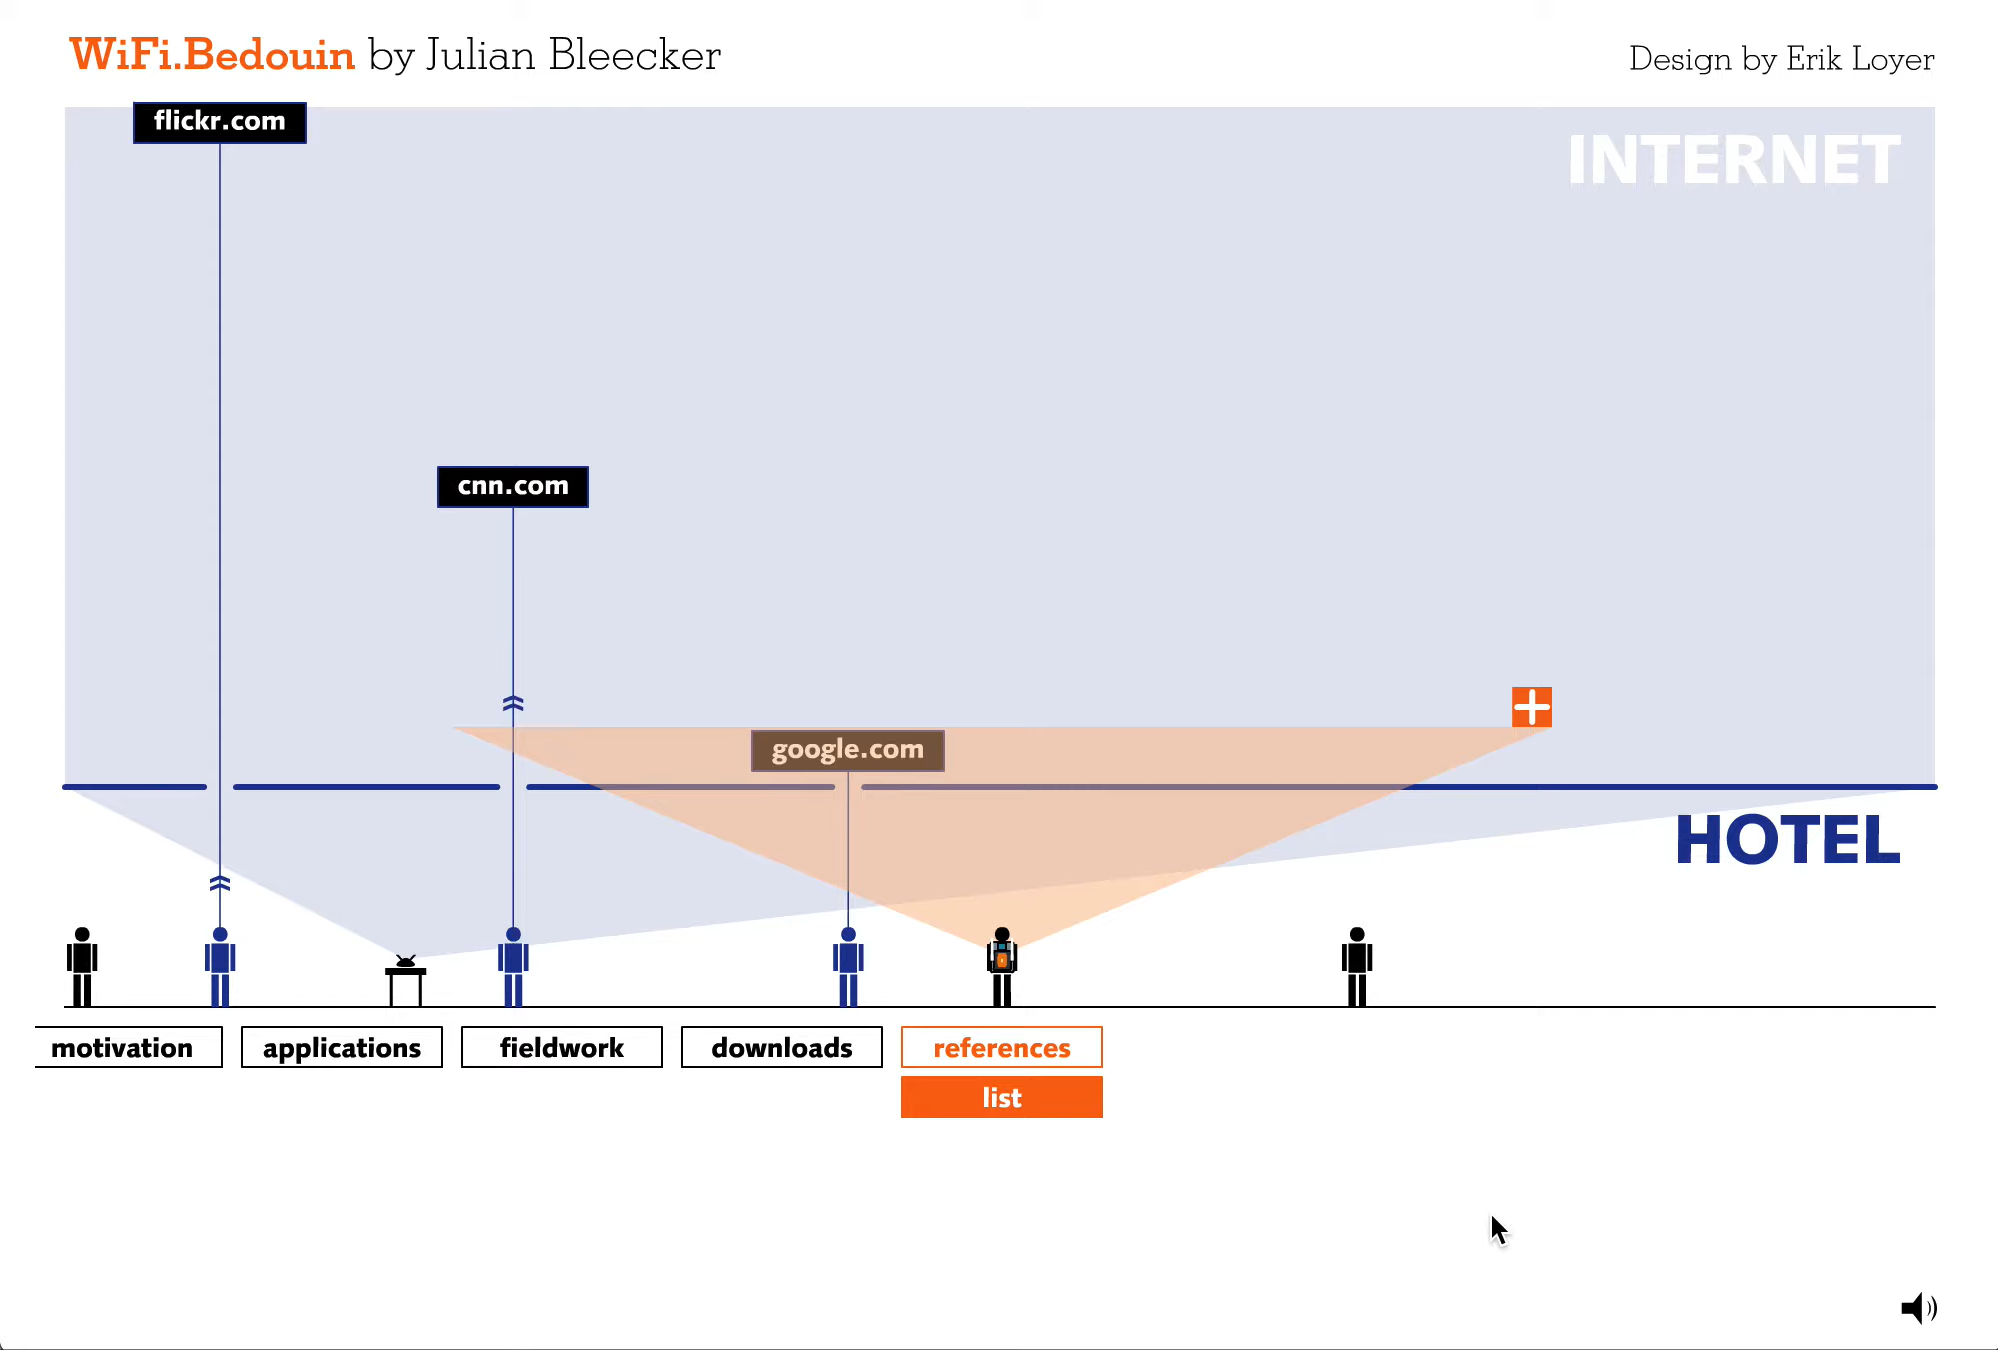 WiFi.Bedouin by Julian Bleecker
Design by Erik Loyer
flickr.com
INTERNET
cnn.com
google.com
HOTEL
motivation
applications
fieldwork
downloads
references
list